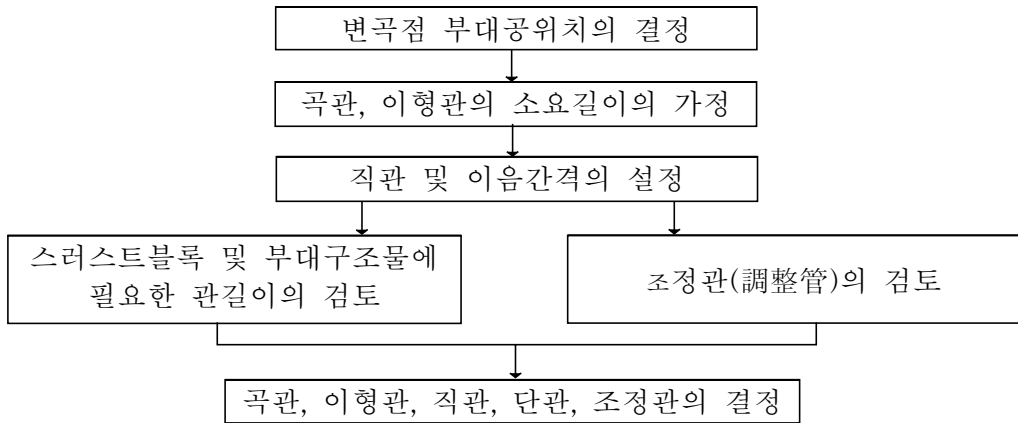 변곡점 부대공위치의 결정
곡관, 이형관의 소요길이의 가정
직관 및 이음간격의 설정
스러스트블록 및 부대구조물에
필요한 관길이의 검토
조정관(調整管)의 검토
곡관, 이형관, 직관, 단관, 조정관의 결정